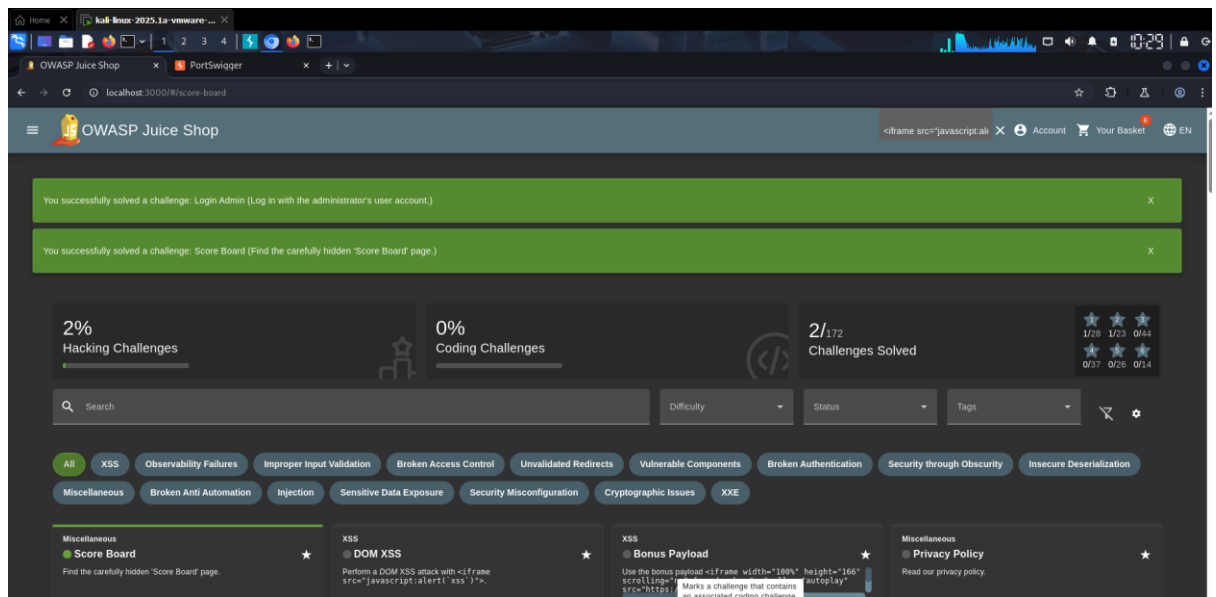 Home
kali-linux-2025.1a-vmware-...
1 2 3 4
10:29
OWASP Juice Shop
PortSwigger
localhost:3000/#/score-board
OWASP Juice Shop
<iframe src="javascript:ale
Account
Your Basket
6
EN
You successfully solved a challenge: Login Admin (Log in with the administrator's user account.)
X
You successfully solved a challenge: Score Board (Find the carefully hidden 'Score Board' page.)
X
2%
Hacking Challenges
0%
Coding Challenges
2/172
Challenges Solved
1 2 3
1/28 1/23 0/44
4 5 6
0/37 0/26 0/14
Search
Difficulty
Status
Tags
All XSS Observability Failures Improper Input Validation Broken Access Control Unvalidated Redirects Vulnerable Components Broken Authentication Security through Obscurity Insecure Deserialization
Miscellaneous Broken Anti Automation Injection Sensitive Data Exposure Security Misconfiguration Cryptographic Issues XXE
Miscellaneous
Score Board
Find the carefully hidden 'Score Board' page.
XSS
DOM XSS
Perform a DOM XSS attack with <iframe
src="javascript:alert(`xss`)">.
XSS
Bonus Payload
Use the bonus payload <iframe width="100%" height="166"
autoplay"
src="https:/
Marks a challenge that contains
an associated coding challenge
Miscellaneous
Privacy Policy
Read our privacy policy.